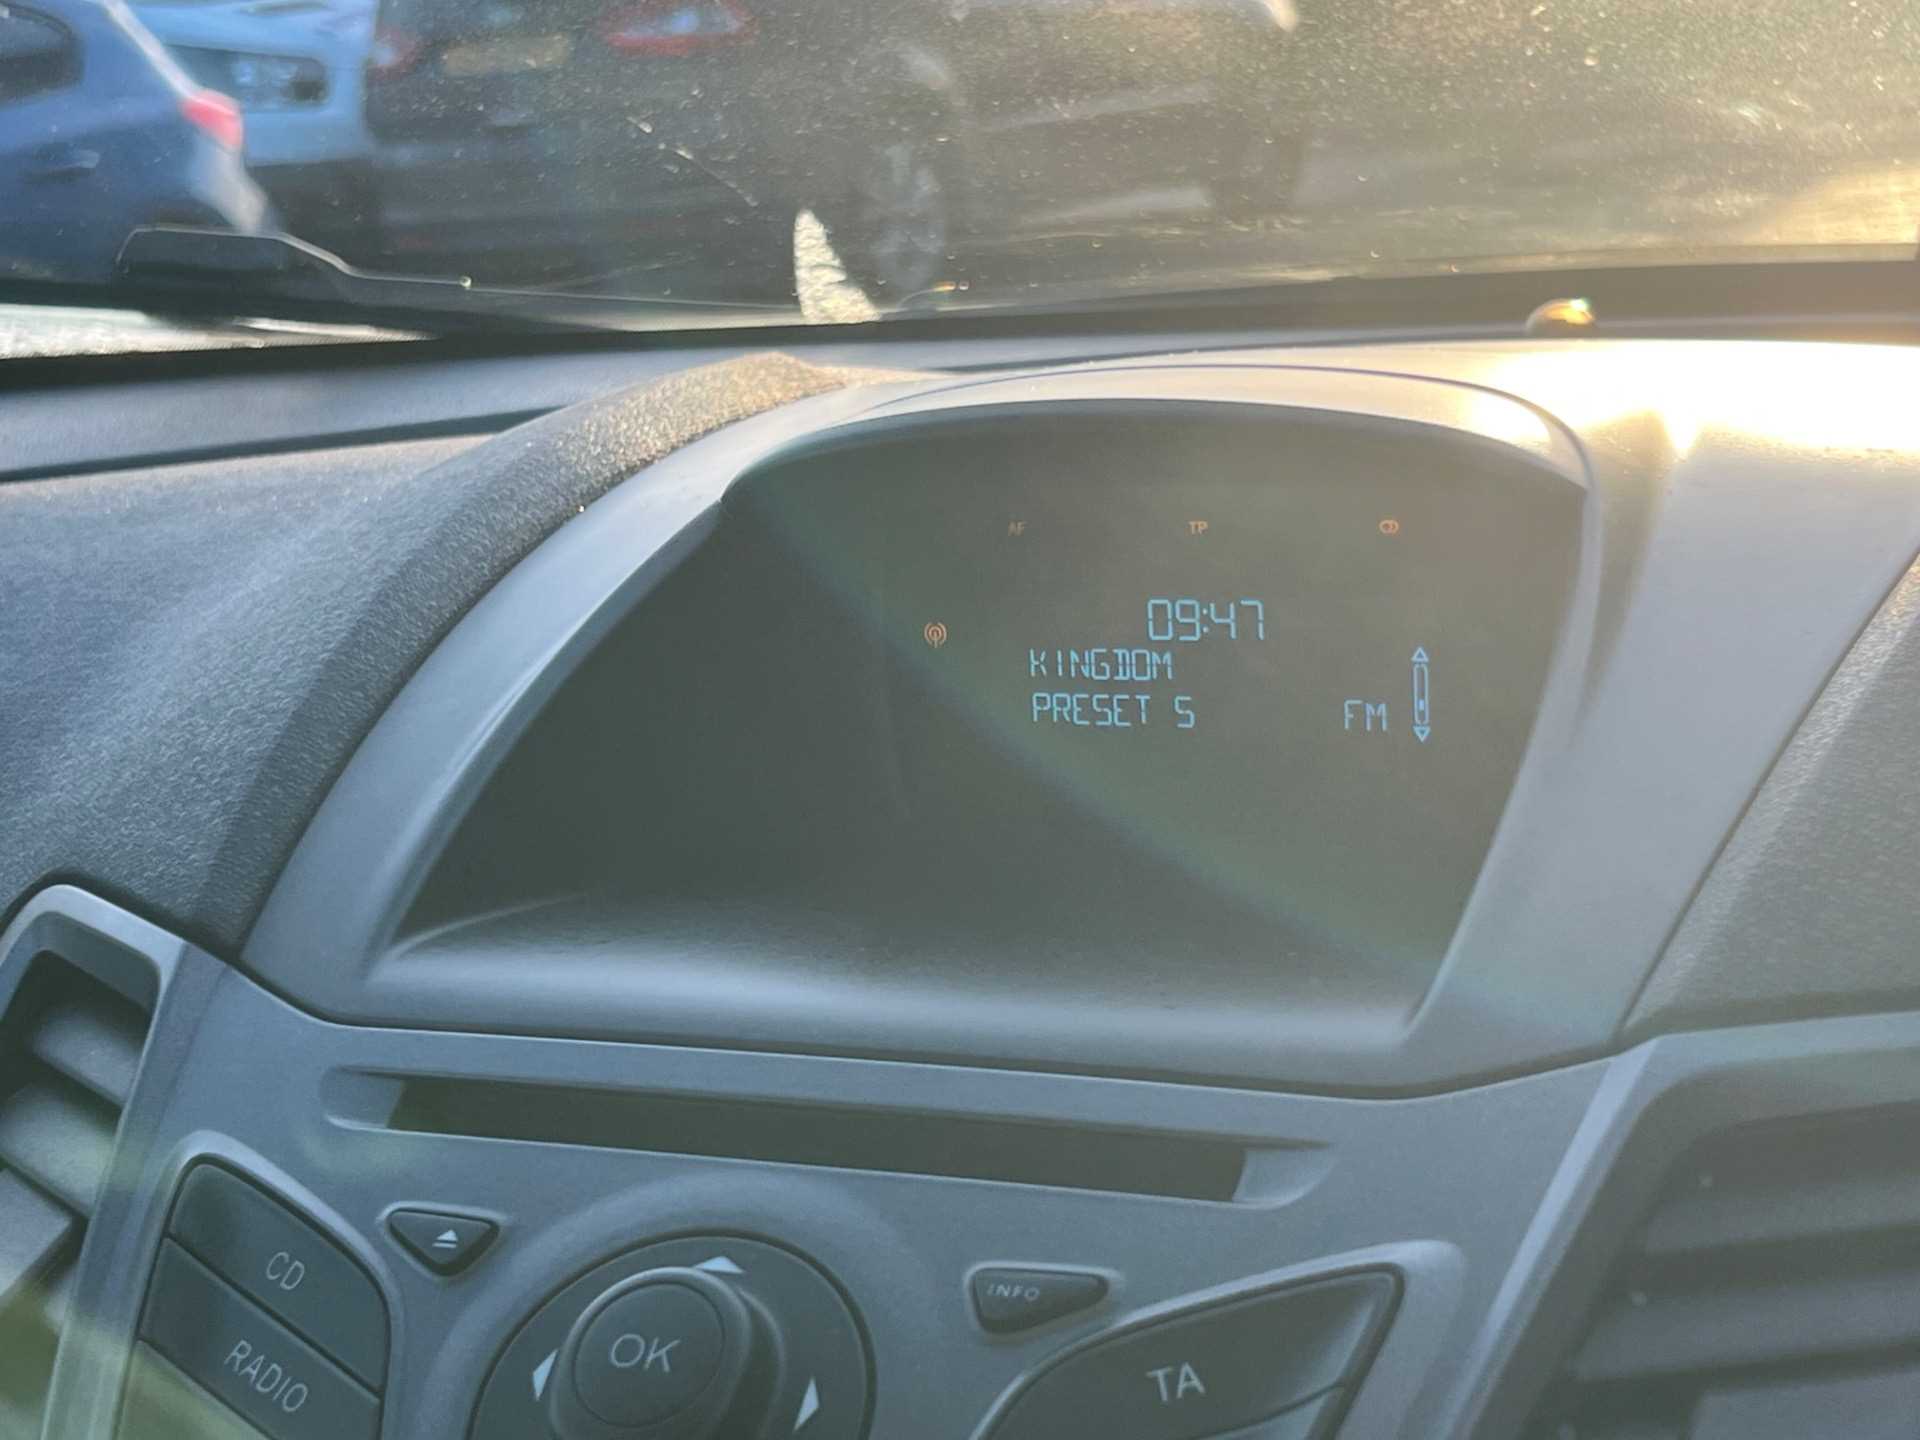 AF TP
09:47
KINGDOM
PRESET 5 FM
CD
RADIO
OK
INFO
TA